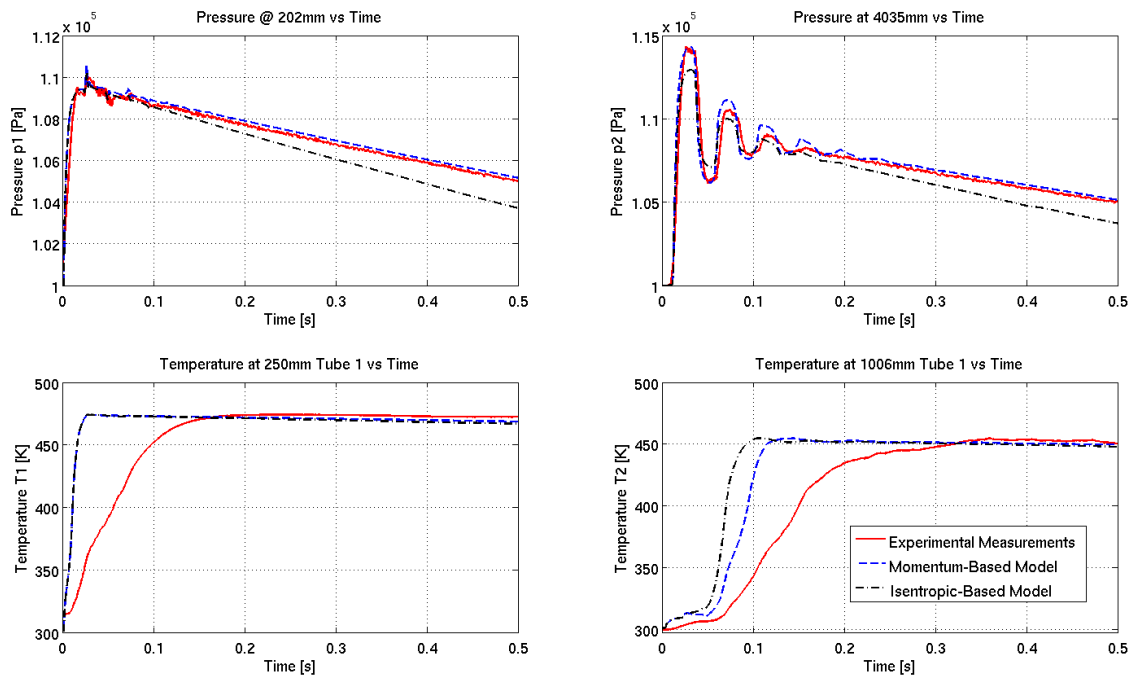 Pressure @ 202mm vs Time
x 10^5
1.12
1.1
1.08
1.06
1.04
1.02
1
Pressure p1 [Pa]
0 0.1 0.2 0.3 0.4 0.5
Time [s]
Pressure at 4035mm vs Time
x 10^5
1.15
1.1
1.05
1
Pressure p2 [Pa]
0 0.1 0.2 0.3 0.4 0.5
Time [s]
Temperature at 250mm Tube 1 vs Time
500
450
400
350
300
Temperature T1 [K]
0 0.1 0.2 0.3 0.4 0.5
Time [s]
Temperature at 1006mm Tube 1 vs Time
500
450
400
350
300
Temperature T2 [K]
0 0.1 0.2 0.3 0.4 0.5
Time [s]
Experimental Measurements
Momentum-Based Model
Isentropic-Based Model